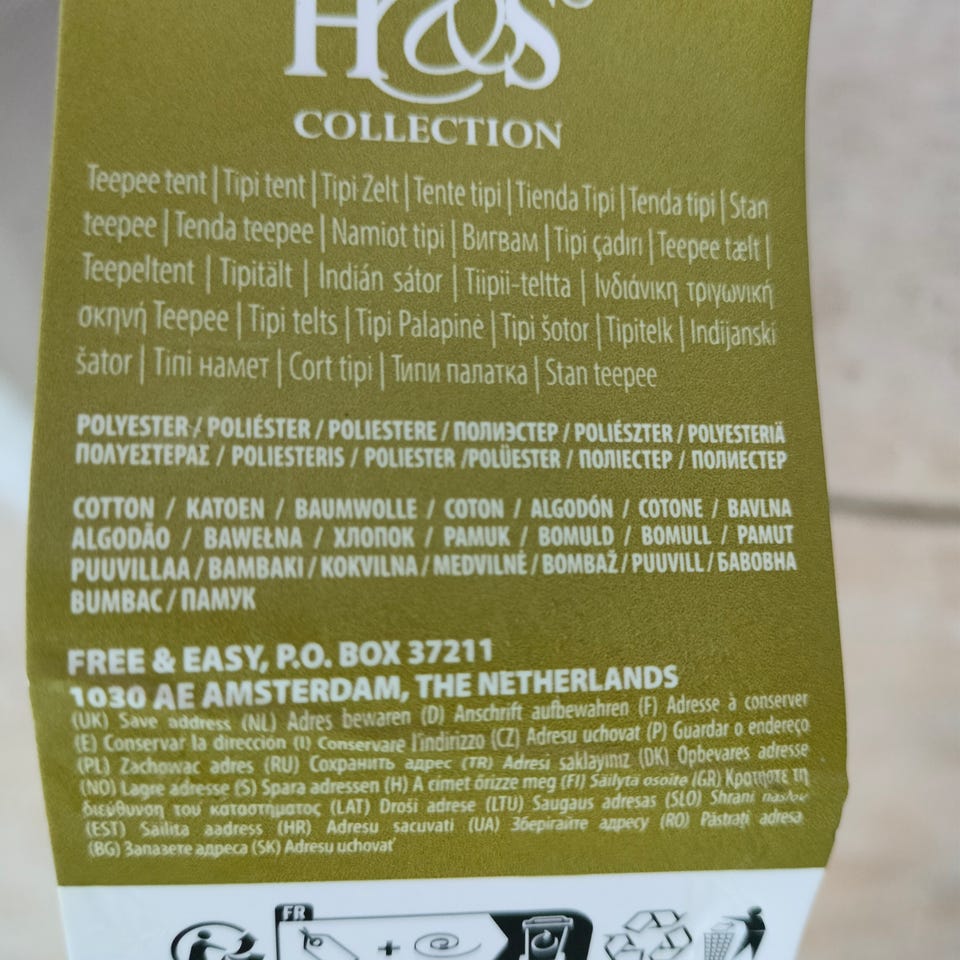 H&S
COLLECTION
Teepee tent | Tipi tent | Tipi Zelt | Tente tipi | Tienda Tipi | Tenda tipi | Stan
teepee | Tenda teepee | Namiot tipi | Вигвам | Tipi çadırı | Teepee tælt |
Teepeltent | Tipitält | Indián sátor | Tiipii-teltta | Ινδιάνικη τριγωνική
σκηνή Teepee | Tipi telts | Tipi Palapinė | Tipi šotor | Tipitelk | Indijanski
šator | Тіпі намет | Cort tipi | Типи палатка | Stan teepee
POLYESTER / POLIÉSTER / POLIESTERE / ПОЛИЭСТЕР / POLIÉSZTER / POLYESTERIÄ
ΠΟΛΥΕΣΤΕΡΑΣ / POLIESTERIS / POLIESTER /POLÜESTER / ПОЛІЕСТЕР / ПОЛИЕСТЕР
COTTON / KATOEN / BAUMWOLLE / COTON / ALGODÓN / COTONE / BAVLNA
ALGODÃO / BAWEŁNA / ХЛОПОК / PAMUK / BOMULD / BOMULL / PAMUT
PUUVILLAA / BAMBAKI / KOKVILNA / MEDVILNĖ / BOMBAŽ / PUUVILL / БАВОВНА
BUMBAC / ПАМУК
FREE & EASY, P.O. BOX 37211
1030 AE AMSTERDAM, THE NETHERLANDS
(UK) Save address (NL) Adres bewaren (D) Anschrift aufbewahren (F) Adresse à conserver
(E) Conservar la dirección (I) Conservare l'indirizzo (CZ) Adresu uchovat (P) Guardar o endereço
(PL) Zachowac adres (RU) Сохранить адрес (TR) Adresi saklayınız (DK) Opbevares adresse
(NO) Lagre adresse (S) Spara adressen (H) A cimet őrizze meg (FI) Säilytä osoite (GR) Κρατήστε τη
διεύθυνση του καταστήματος (LAT) Droši adrese (LTU) Saugaus adresas (SLO) Shrani naslov
(EST) Säilita aadress (HR) Adresu sacuvati (UA) Зберігайте адресу (RO) Păstrați adresa
(BG) Запазете адреса (SK) Adresu uchovať
FR